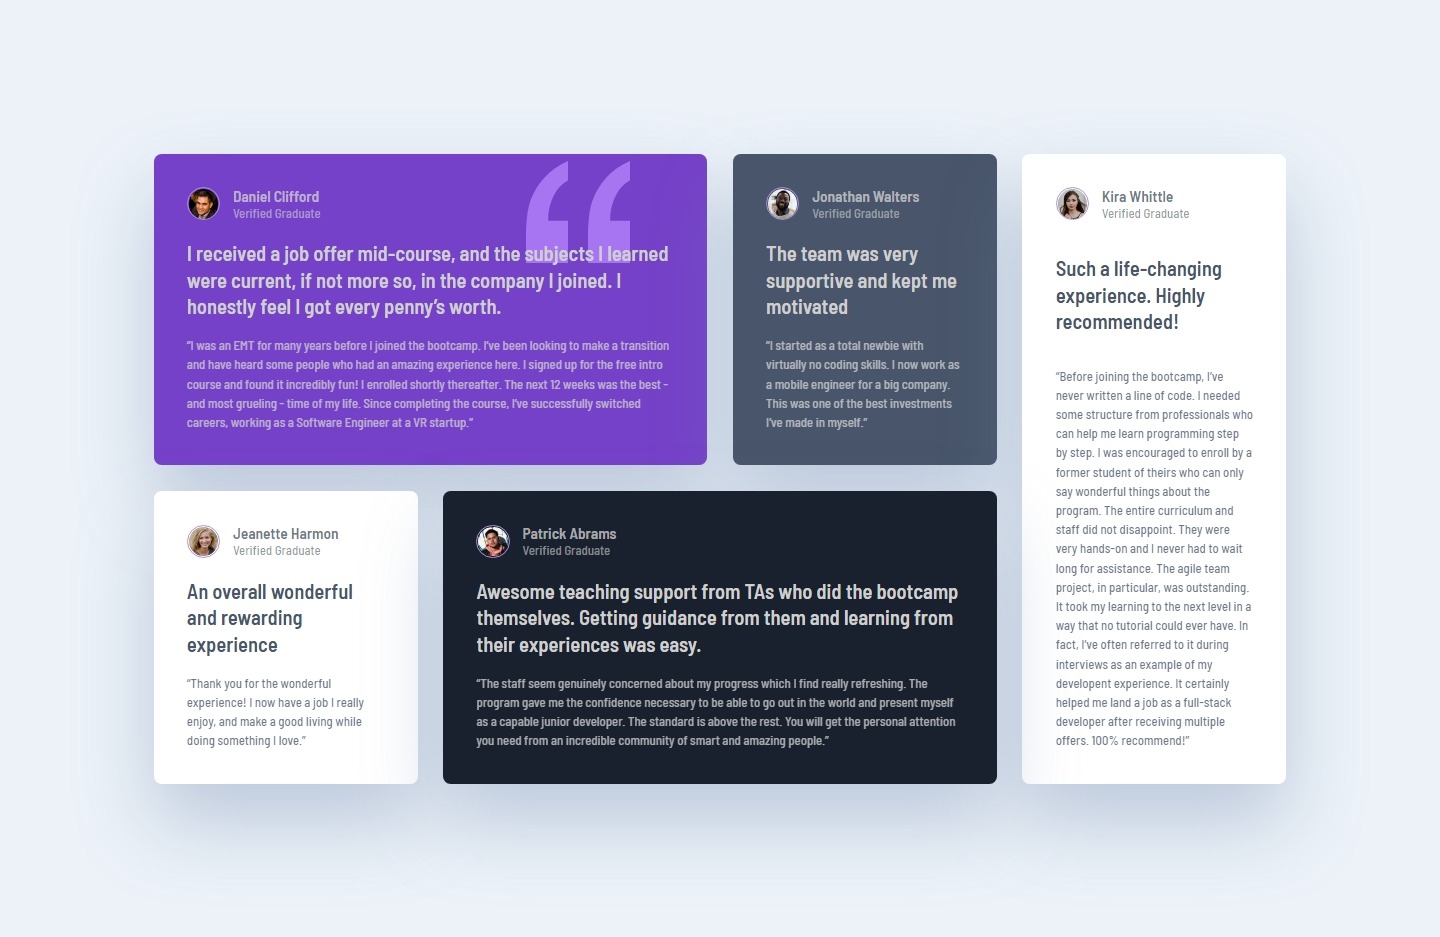 Daniel Clifford
Verified Graduate
I received a job offer mid-course, and the subjects I learned
were current, if not more so, in the company I joined. I
honestly feel I got every penny’s worth.
“I was an EMT for many years before I joined the bootcamp. I’ve been looking to make a transition
and have heard some people who had an amazing experience here. I signed up for the free intro
course and found it incredibly fun! I enrolled shortly thereafter. The next 12 weeks was the best –
and most grueling – time of my life. Since completing the course, I’ve successfully switched
careers, working as a Software Engineer at a VR startup.”
Jonathan Walters
Verified Graduate
The team was very
supportive and kept me
motivated
“I started as a total newbie with
virtually no coding skills. I now work as
a mobile engineer for a big company.
This was one of the best investments
I’ve made in myself.”
Kira Whittle
Verified Graduate
Such a life-changing
experience. Highly
recommended!
“Before joining the bootcamp, I’ve
never written a line of code. I needed
some structure from professionals who
can help me learn programming step
by step. I was encouraged to enroll by a
former student of theirs who can only
say wonderful things about the
program. The entire curriculum and
staff did not disappoint. They were
very hands-on and I never had to wait
long for assistance. The agile team
project, in particular, was outstanding.
It took my learning to the next level in a
way that no tutorial could ever have. In
fact, I’ve often referred to it during
interviews as an example of my
developent experience. It certainly
helped me land a job as a full-stack
developer after receiving multiple
offers. 100% recommend!”
Jeanette Harmon
Verified Graduate
An overall wonderful
and rewarding
experience
“Thank you for the wonderful
experience! I now have a job I really
enjoy, and make a good living while
doing something I love.”
Patrick Abrams
Verified Graduate
Awesome teaching support from TAs who did the bootcamp
themselves. Getting guidance from them and learning from
their experiences was easy.
“The staff seem genuinely concerned about my progress which I find really refreshing. The
program gave me the confidence necessary to be able to go out in the world and present myself
as a capable junior developer. The standard is above the rest. You will get the personal attention
you need from an incredible community of smart and amazing people.”